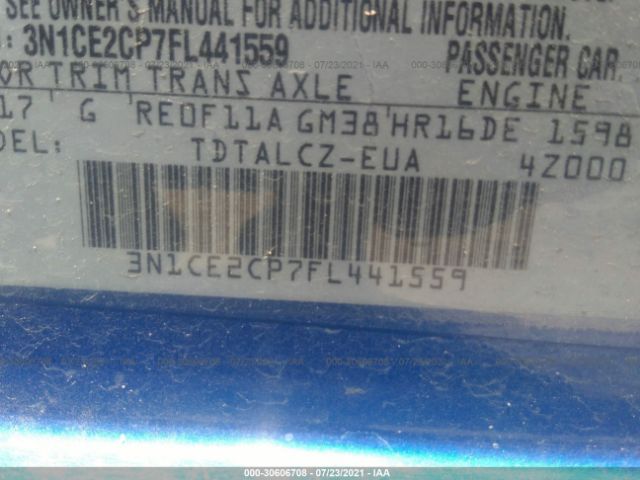 SEE OWNER'S MANUAL FOR ADDITIONAL INFORMATION.
: 3N1CE2CP7FL441559 PASSENGER CAR
OR TRIM TRANS AXLE ENGINE
17 G RE0F11A GM38 HR16DE 1598
DEL: TDTALCZ-EUA 4Z000
3N1CE2CP7FL441559
000-30606708 - 07/23/2021 - IAA